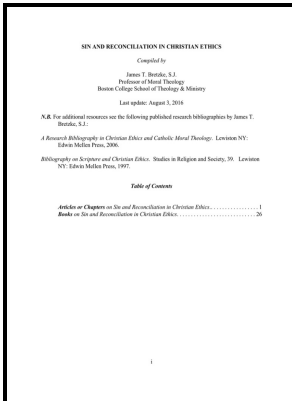 SIN AND RECONCILIATION IN CHRISTIAN ETHICS
Compiled by
James T. Bretzke, S.J.
Professor of Moral Theology
Boston College School of Theology & Ministry
Last update: August 3, 2016
N.B. For additional resources see the following published research bibliographies by James T.
Bretzke, S.J.:
A Research Bibliography in Christian Ethics and Catholic Moral Theology. Lewiston NY:
Edwin Mellen Press, 2006.
Bibliography on Scripture and Christian Ethics. Studies in Religion and Society, 39. Lewiston
NY: Edwin Mellen Press, 1997.
Table of Contents
Articles or Chapters on Sin and Reconciliation in Christian Ethics. . . . . . . . . . . . . . . . . . 1
Books on Sin and Reconciliation in Christian Ethics. . . . . . . . . . . . . . . . . . . . . . . . . . . . 26
i